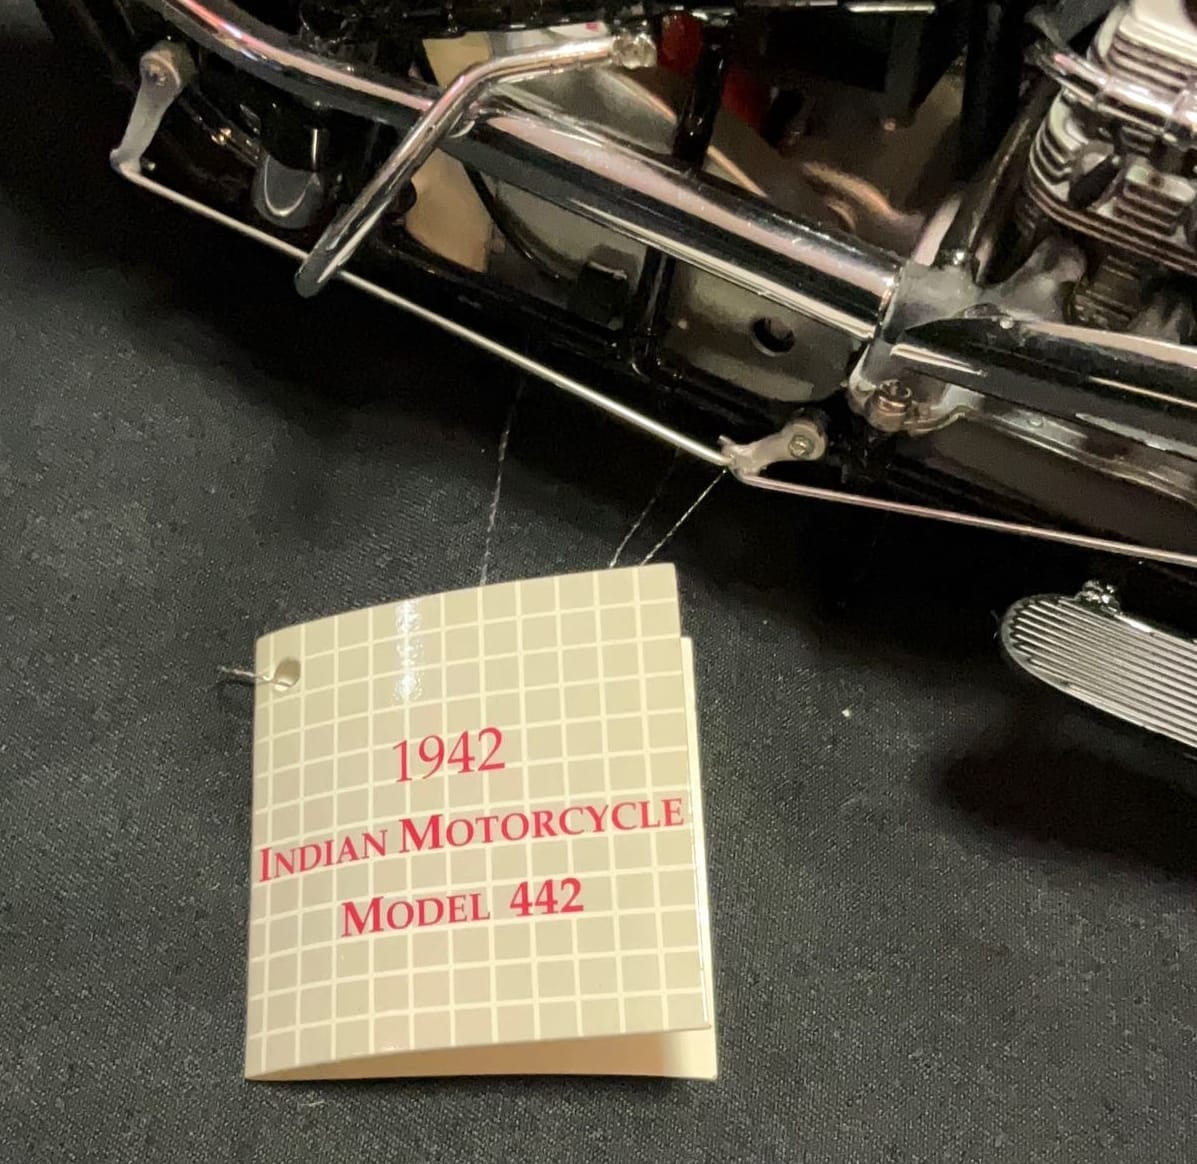 1942
INDIAN MOTORCYCLE
MODEL 442